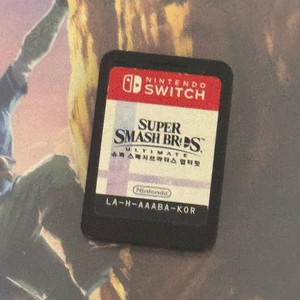 NINTENDO
SWITCH
SUPER
SMASH BROS.™
ULTIMATE
슈퍼 스매시브라더스 얼티밋
Nintendo
LA-H-AAABA-KOR